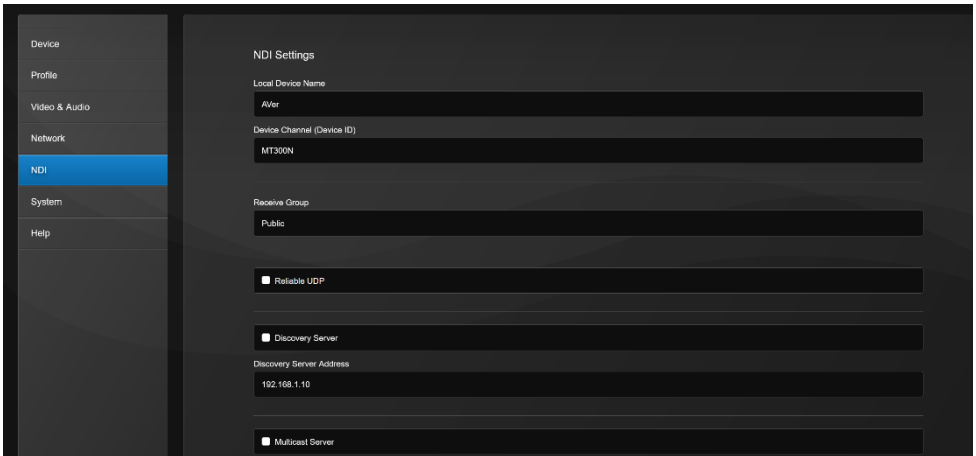 Device
Profile
Video & Audio
Network
NDI
System
Help
NDI Settings
Local Device Name
AVer
Device Channel (Device ID)
MT300N
Receive Group
Public
Reliable UDP
Discovery Server
Discovery Server Address
192.168.1.10
Multicast Server